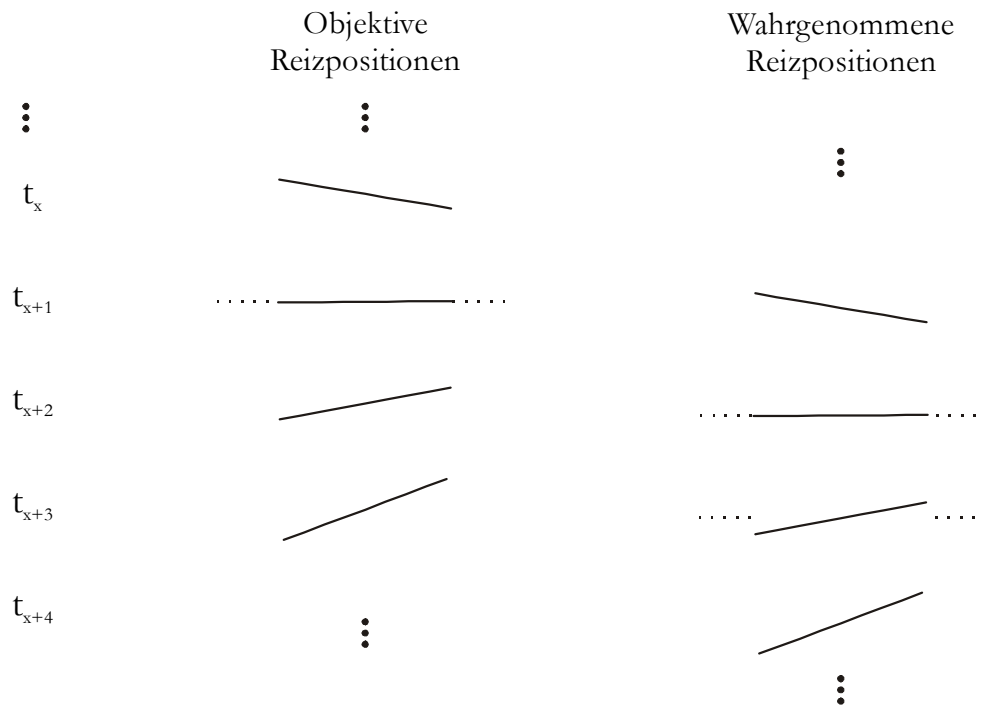 Objektive
Reizpositionen
Wahrgenommene
Reizpositionen
tx
tx+1
tx+2
tx+3
tx+4